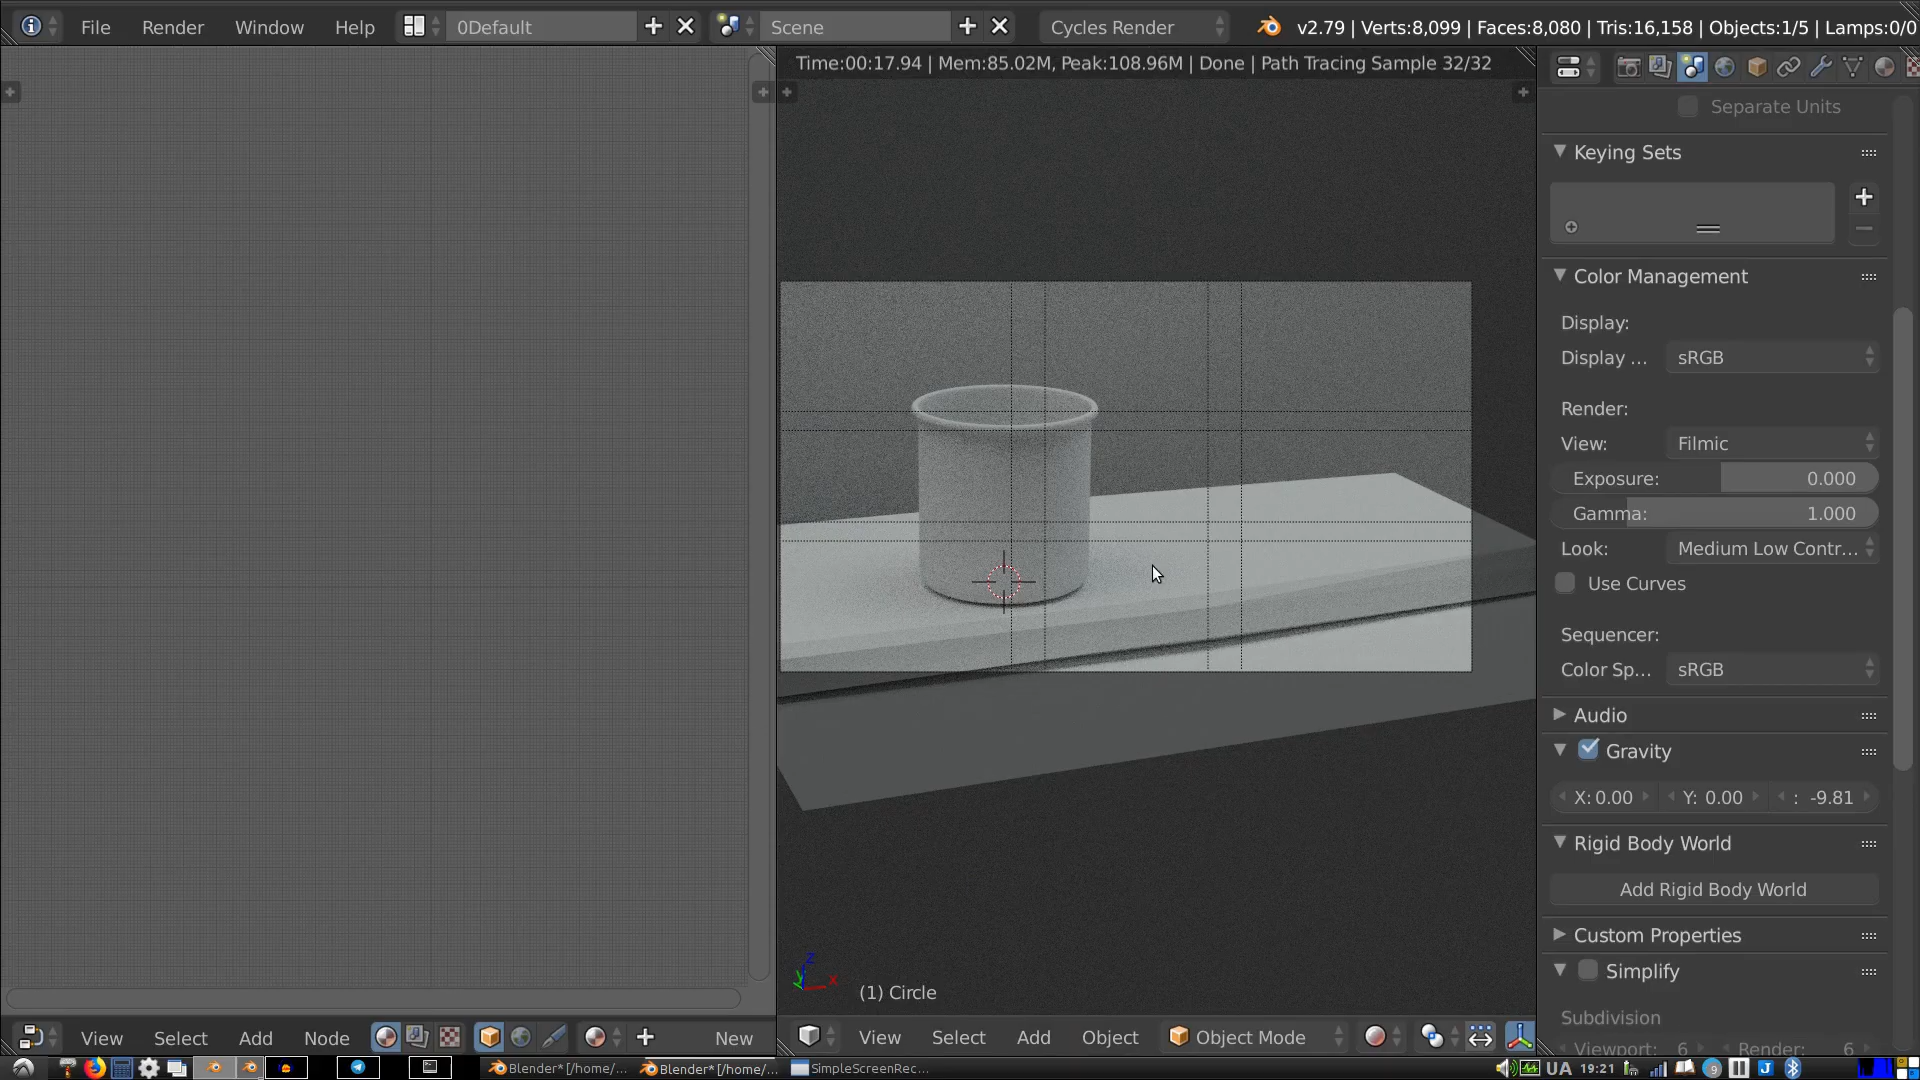 File Render Window Help 0Default Scene Cycles Render v2.79 | Verts:8,099 | Faces:8,080 | Tris:16,158 | Objects:1/5 | Lamps:0/0
Time:00:17.94 | Mem:85.02M, Peak:108.96M | Done | Path Tracing Sample 32/32
Separate Units
Keying Sets
Color Management
Display:
Display ... sRGB
Render:
View: Filmic
Exposure: 0.000
Gamma: 1.000
Look: Medium Low Contr...
Use Curves
Sequencer:
Color Sp... sRGB
Audio
Gravity
X: 0.00 Y: 0.00 : -9.81
Rigid Body World
Add Rigid Body World
Custom Properties
Simplify
Subdivision
Viewport: 6 Render: 6
z
y
x
(1) Circle
View Select Add Node New
View Select Add Object Object Mode
Blender* [/home/... Blender* [/home/... SimpleScreenRec... UA 19:21 9 J